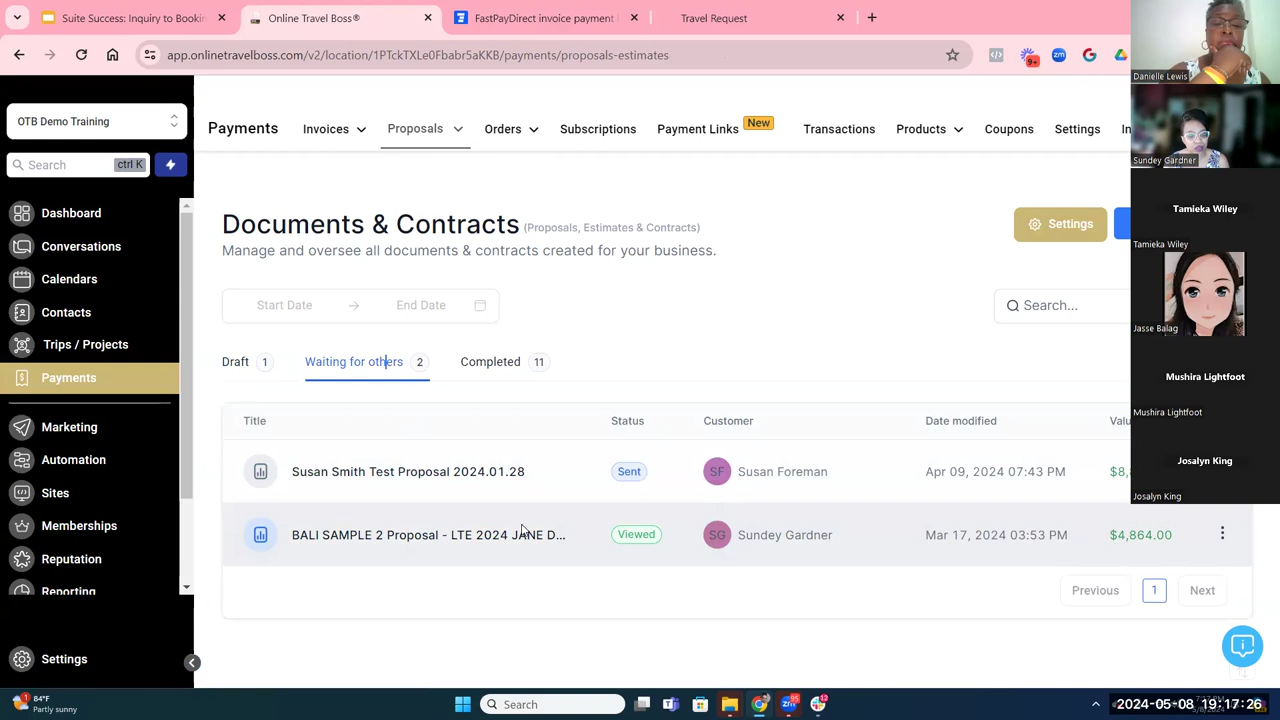 Suite Success: Inquiry to Bookin
Online Travel Boss®
FastPayDirect invoice payment
Travel Request
app.onlinetravelboss.com/v2/location/1PTckTXLe0Fbabr5aKKB/payments/proposals-estimates
9+
zm
OTB Demo Training
Search
ctrl K
Dashboard
Conversations
Calendars
Contacts
Trips / Projects
Payments
Marketing
Automation
Sites
Memberships
Reputation
Reporting
Settings
Payments
Invoices
Proposals
Orders
Subscriptions
Payment Links
New
Transactions
Products
Coupons
Settings
In
Documents & Contracts (Proposals, Estimates & Contracts)
Manage and oversee all documents & contracts created for your business.
Settings
Start Date
End Date
Search...
Draft 1
Waiting for others 2
Completed 11
Title
Status
Customer
Date modified
Valu
Susan Smith Test Proposal 2024.01.28
Sent
SF
Susan Foreman
Apr 09, 2024 07:43 PM
$8,
BALI SAMPLE 2 Proposal - LTE 2024 JANE D...
Viewed
SG
Sundey Gardner
Mar 17, 2024 03:53 PM
$4,864.00
Previous
1
Next
Danielle Lewis
Sundey Gardner
Tamieka Wiley
Tamieka Wiley
Jasse Balag
Mushira Lightfoot
Mushira Lightfoot
Josalyn King
Josalyn King
1
84°F
Partly sunny
Search
2024-05-08 19:17:26